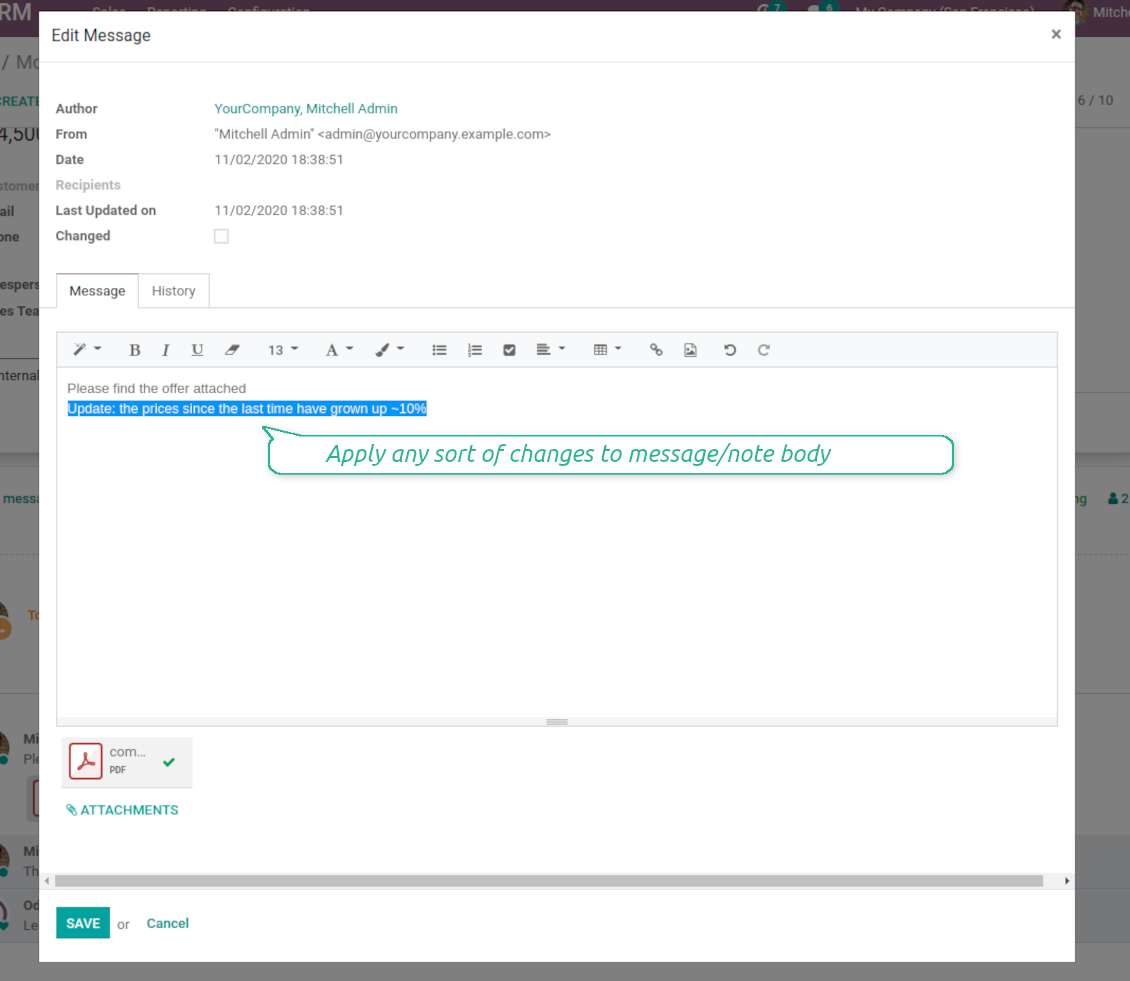 RM Sales Reporting Configuration 7 6 My Company (San Francisco) Mitch
Edit Message ×
/ Mo
CREATE
6 / 10
4,500
Author YourCompany, Mitchell Admin
From "Mitchell Admin" <admin@yourcompany.example.com>
Date 11/02/2020 18:38:51
stomer Recipients
ail Last Updated on 11/02/2020 18:38:51
one Changed
espers
Message History
es Tea
B I U 13 A
nternal
Please find the offer attached
Update: the prices since the last time have grown up ~10%
Apply any sort of changes to message/note body
messa
ng 2
To
Mi
Ple
com...
PDF
ATTACHMENTS
Mi
Th
Od
Le
SAVE or Cancel